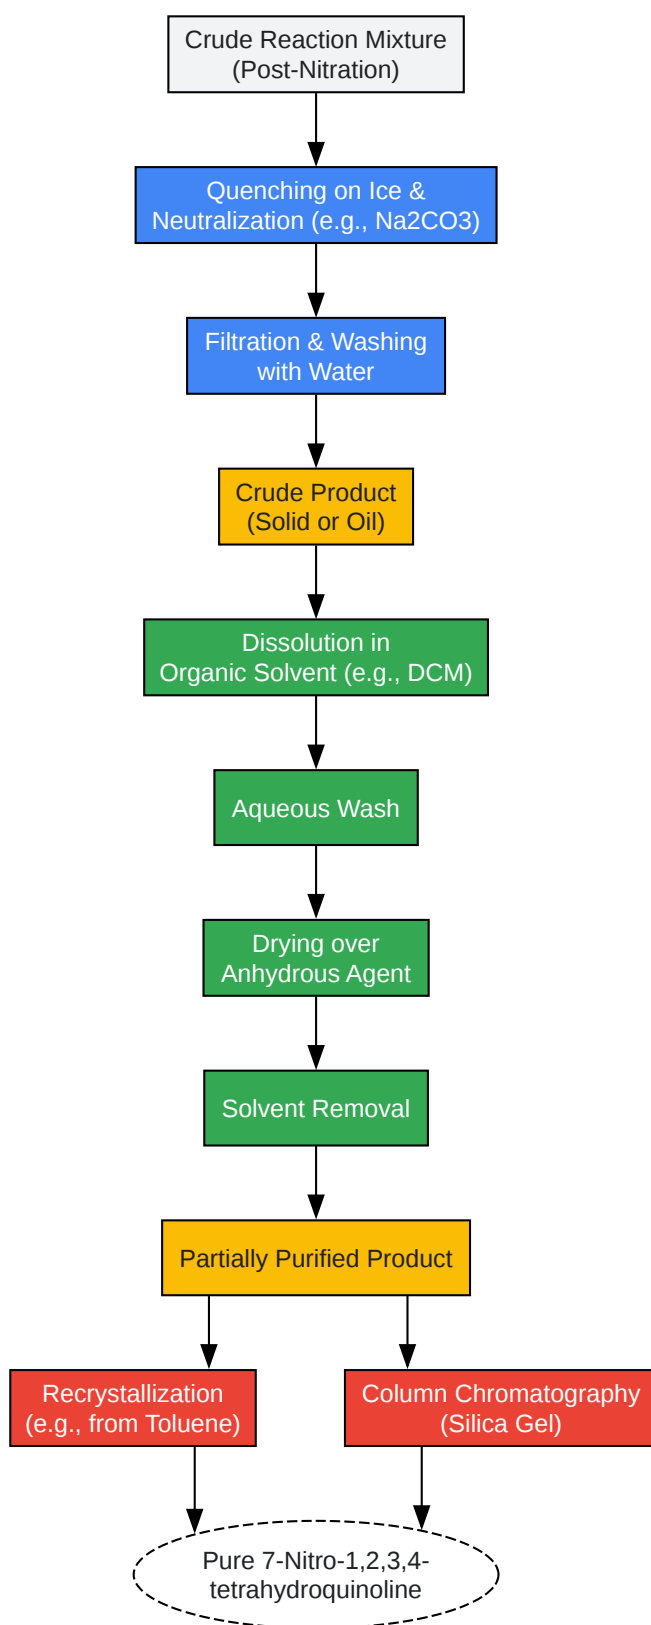 Crude Reaction Mixture
(Post-Nitration)
Quenching on Ice &
Neutralization (e.g., Na2CO3)
Filtration & Washing
with Water
Crude Product
(Solid or Oil)
Dissolution in
Organic Solvent (e.g., DCM)
Aqueous Wash
Drying over
Anhydrous Agent
Solvent Removal
Partially Purified Product
Recrystallization
(e.g., from Toluene)
Column Chromatography
(Silica Gel)
Pure 7-Nitro-1,2,3,4-
tetrahydroquinoline